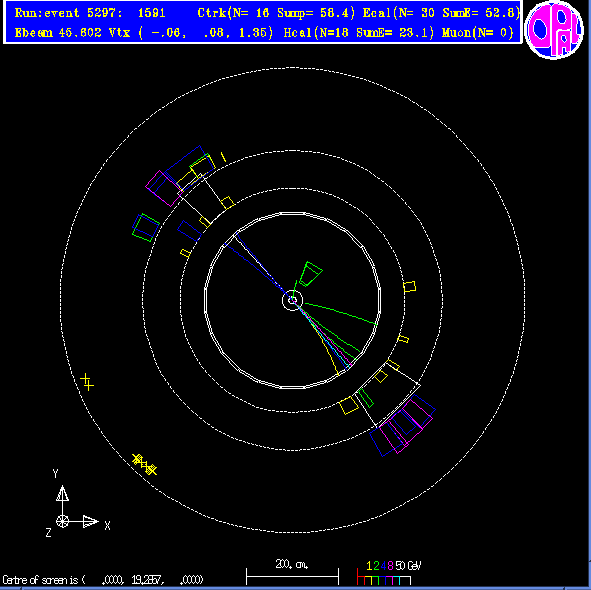 Run:event 5297: 1591 Ctrk(N= 16 Sump= 56.4) Ecal(N= 30 SumE= 52.8)
Ebeam 45.602 Vtx ( -.06, .08, 1.35) Hcal(N=18 SumE= 23.1) Muon(N= 0)
OPAL
Y
X
Z
200. cm.
1 2 4 8 50 GeV
Centre of screen is ( .0000, 19.2857, .0000)